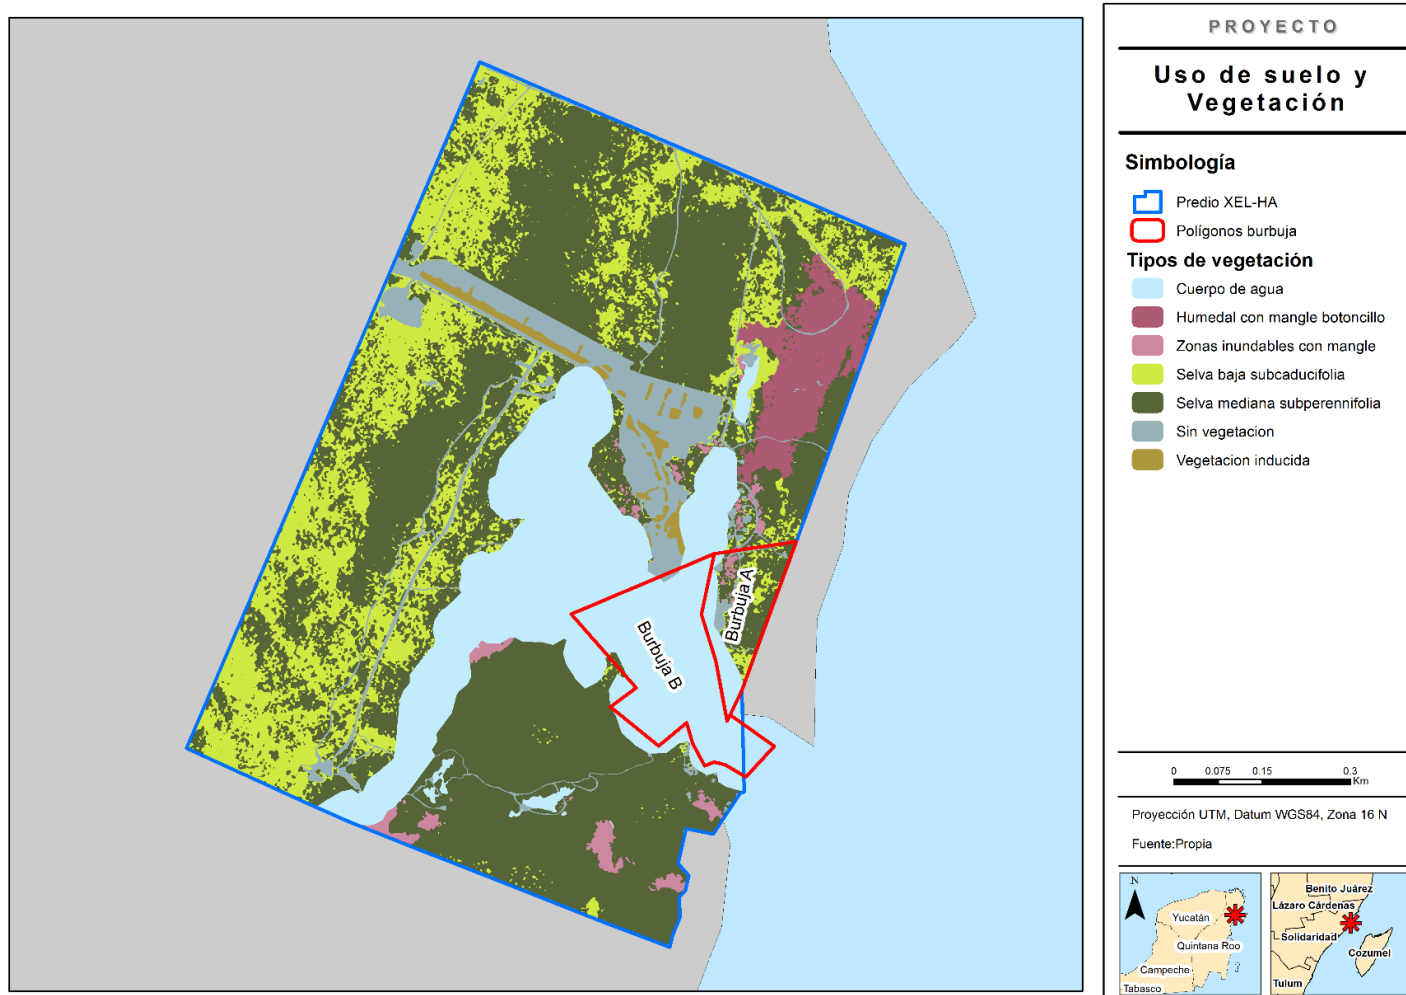 PROYECTO
Uso de suelo y
Vegetación
Simbología
Predio XEL-HA
Polígonos burbuja
Tipos de vegetación
Cuerpo de agua
Humedal con mangle botoncillo
Zonas inundables con mangle
Selva baja subcaducifolia
Selva mediana subperennifolia
Sin vegetacion
Vegetacion inducida
Burbuja A
Burbuja B
0 0.075 0.15 0.3
Km
Proyección UTM, Datum WGS84, Zona 16 N
Fuente:Propia
N
Yucatán
Quintana Roo
Campeche
Tabasco
Benito Juárez
Lázaro Cárdenas
Solidaridad
Cozumel
Tulum